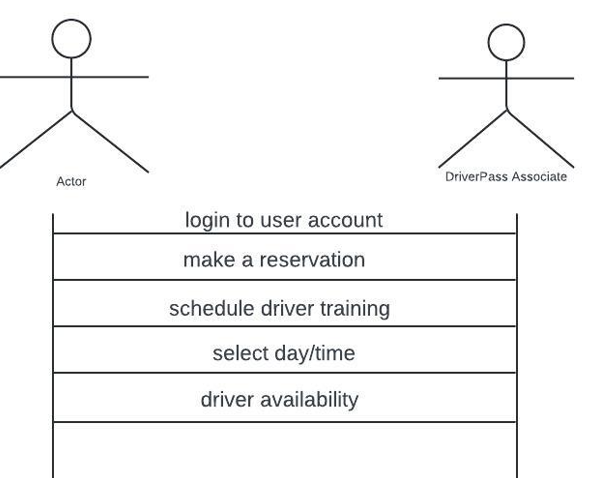 Actor
DriverPass Associate
login to user account
make a reservation
schedule driver training
select day/time
driver availability